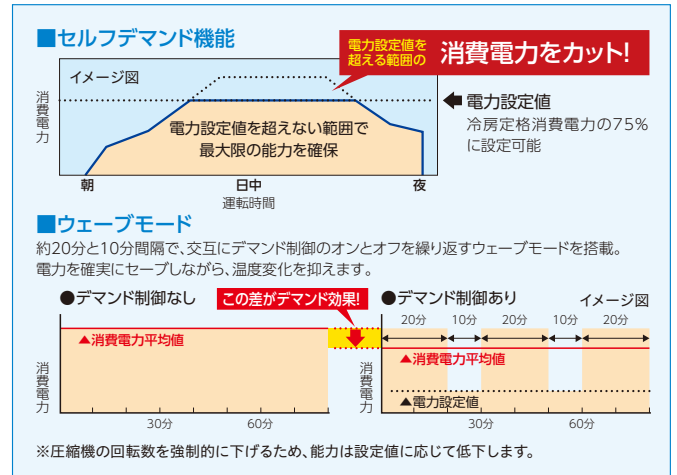 ■セルフデマンド機能
電力設定値を
超える範囲の
消費電力をカット!
イメージ図
消費電力
電力設定値
冷房定格消費電力の75%
に設定可能
電力設定値を超えない範囲で
最大限の能力を確保
朝 日中 夜
運転時間
■ウェーブモード
約20分と10分間隔で、交互にデマンド制御のオンとオフを繰り返すウェーブモードを搭載。
電力を確実にセーブしながら、温度変化を抑えます。
●デマンド制御なし
この差がデマンド効果!
●デマンド制御あり
イメージ図
20分 10分 20分 10分 20分
▲消費電力平均値
消費電力
30分 60分
▲消費電力平均値
消費電力
▲電力設定値
30分 60分
※圧縮機の回転数を強制的に下げるため、能力は設定値に応じて低下します。